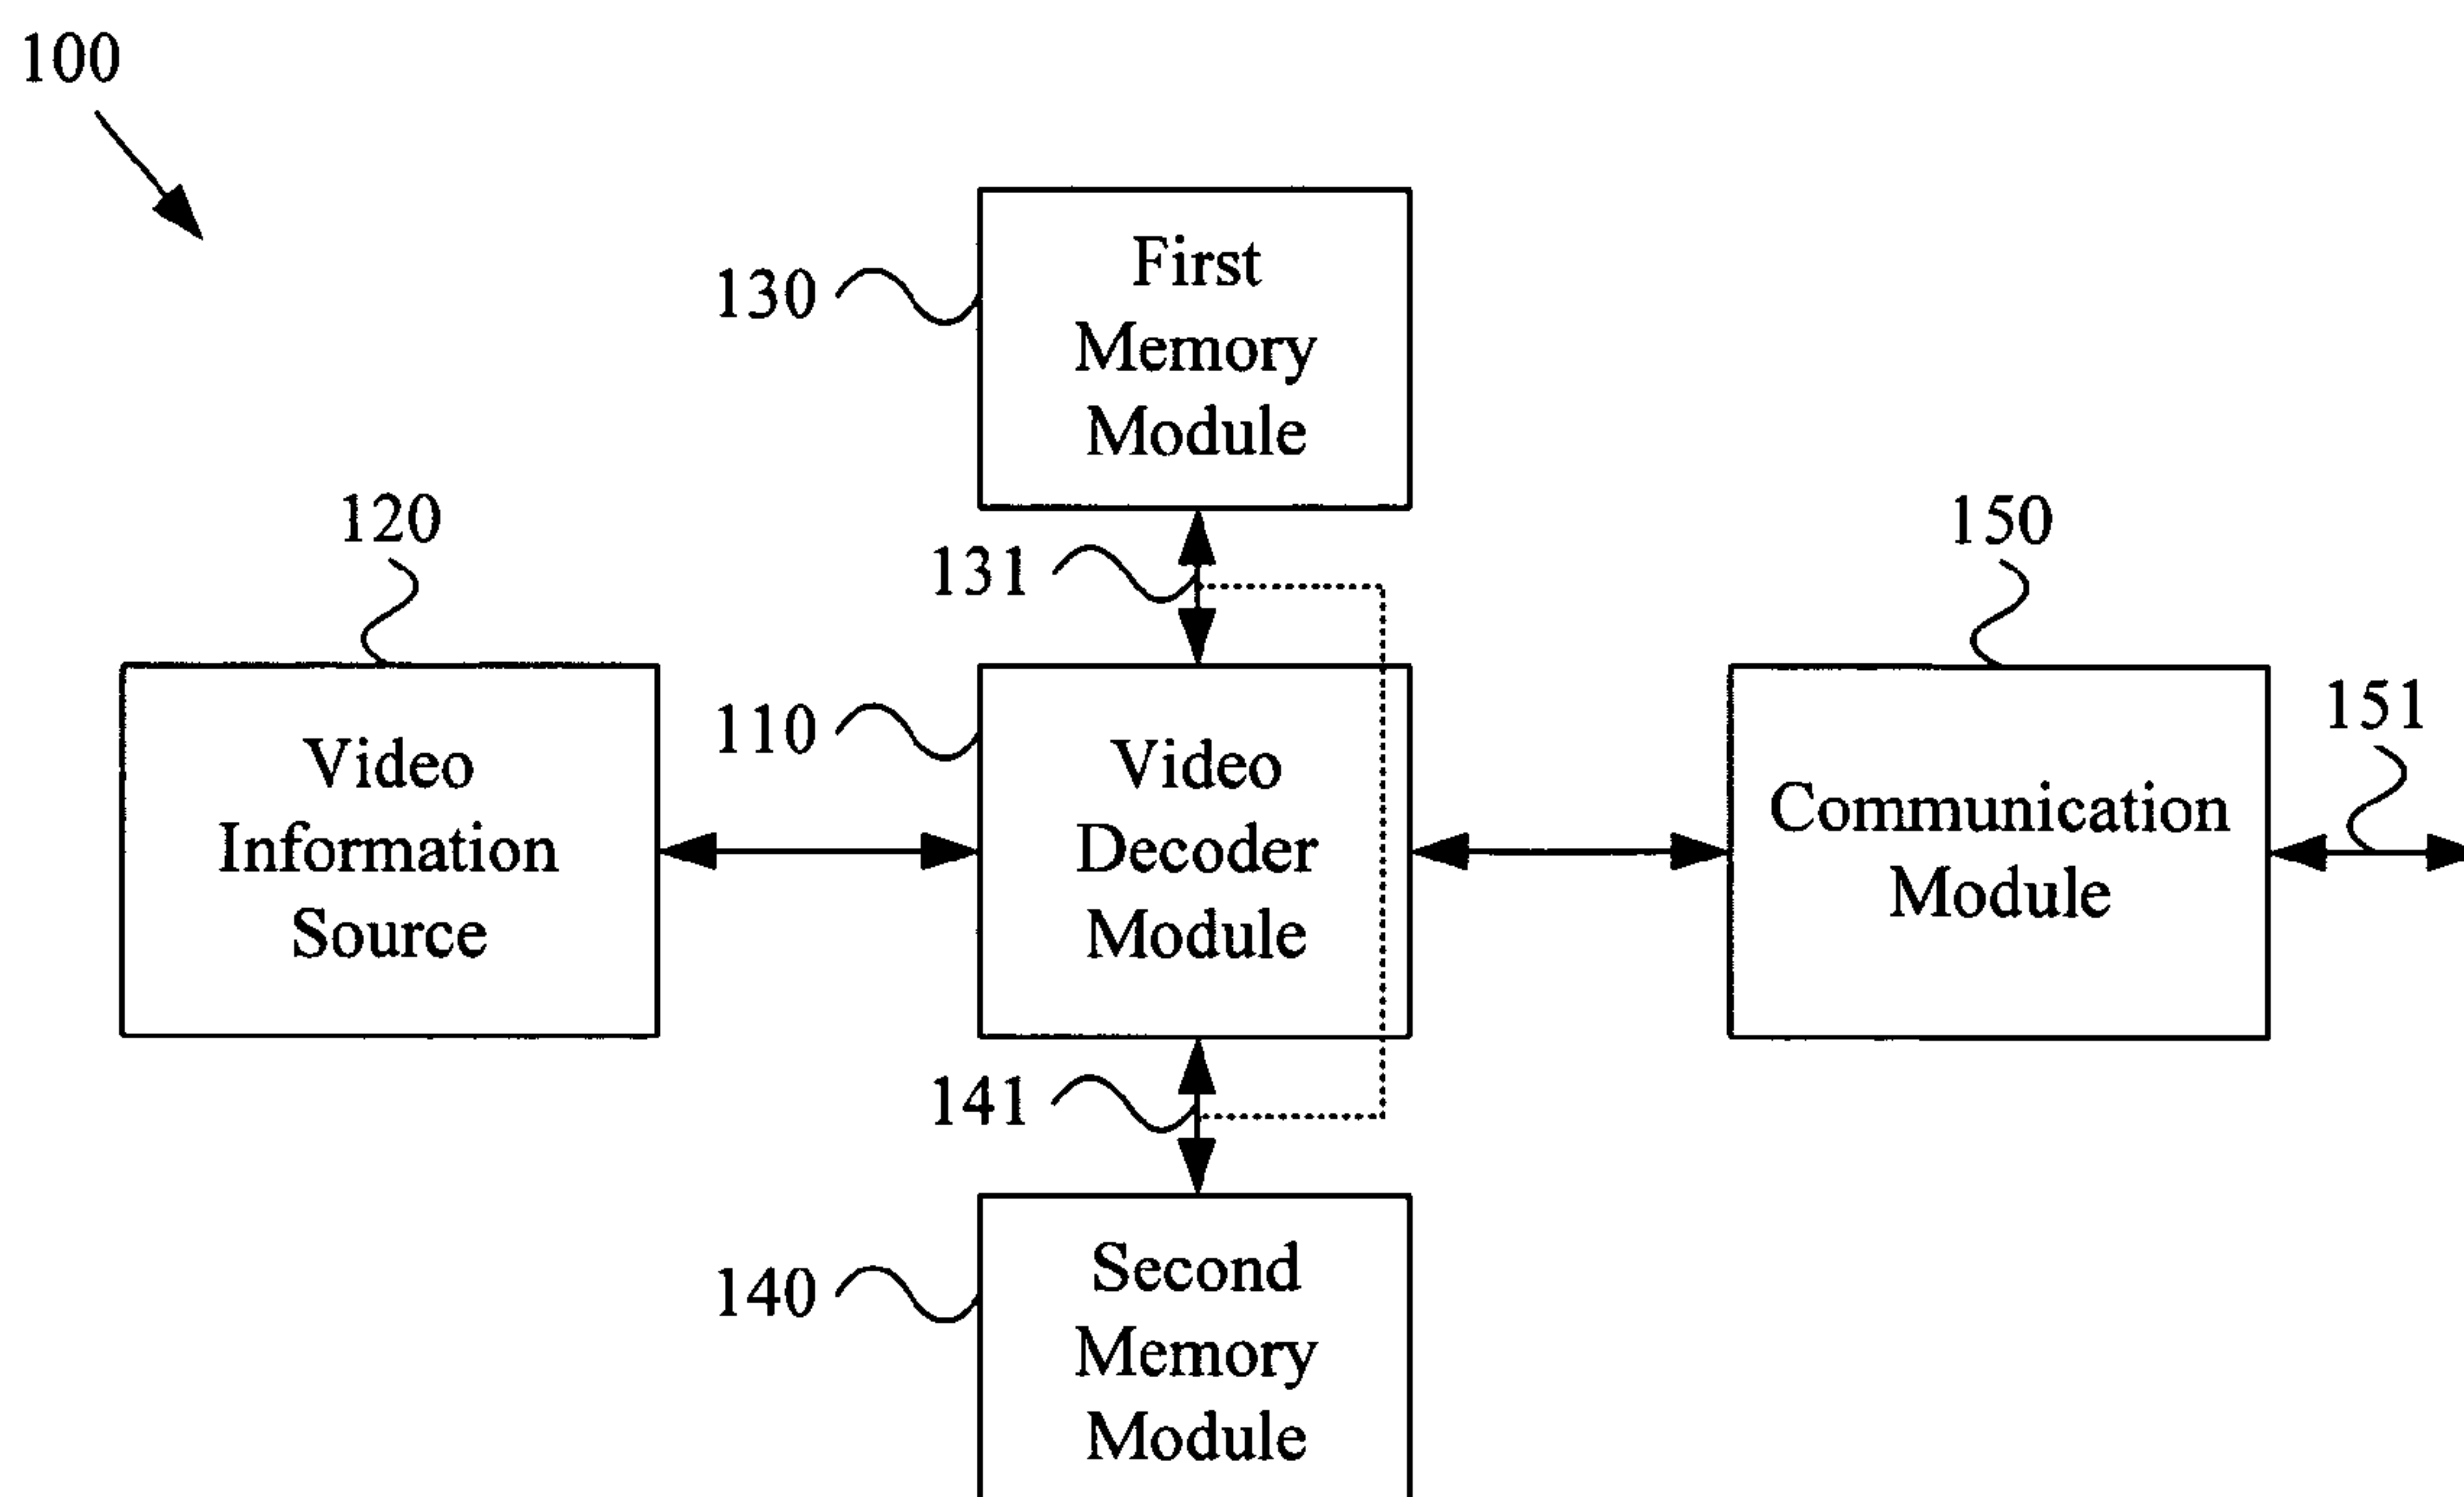 100
130
First
Memory
Module
131
120
150
151
110
Video
Information
Source
Video
Decoder
Module
Communication
Module
141
140
Second
Memory
Module